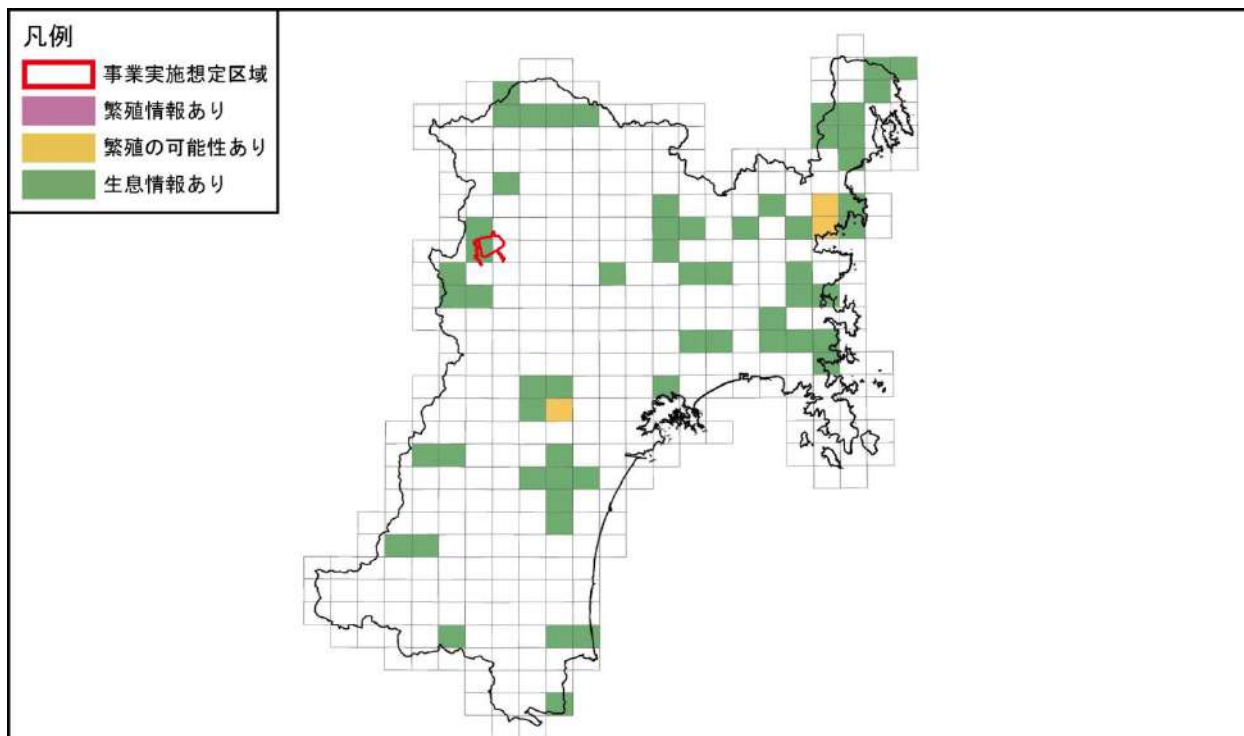 凡例
事業実施想定区域
繁殖情報あり
繁殖の可能性あり
生息情報あり